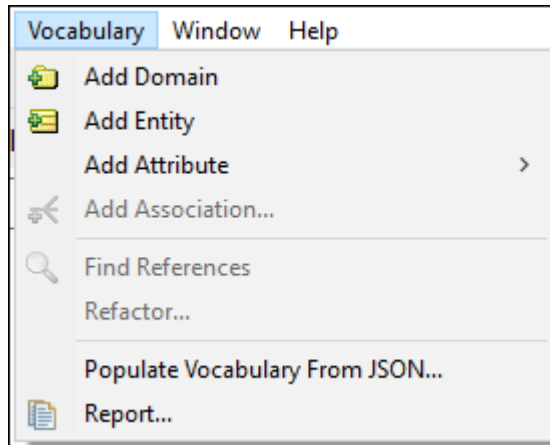 Vocabulary Window Help
Add Domain
Add Entity
Add Attribute
Add Association...
Find References
Refactor...
Populate Vocabulary From JSON...
Report...